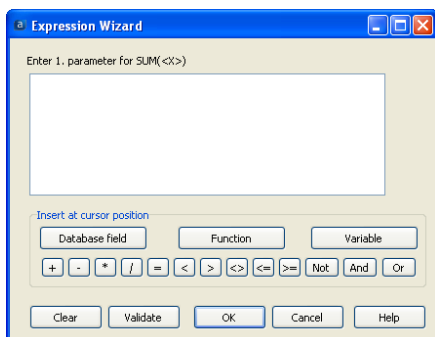 a Expression Wizard
Enter 1. parameter for SUM(<X>)
Insert at cursor position
Database field Function Variable
+ - * / = < > <> <= >= Not And Or
Clear Validate OK Cancel Help